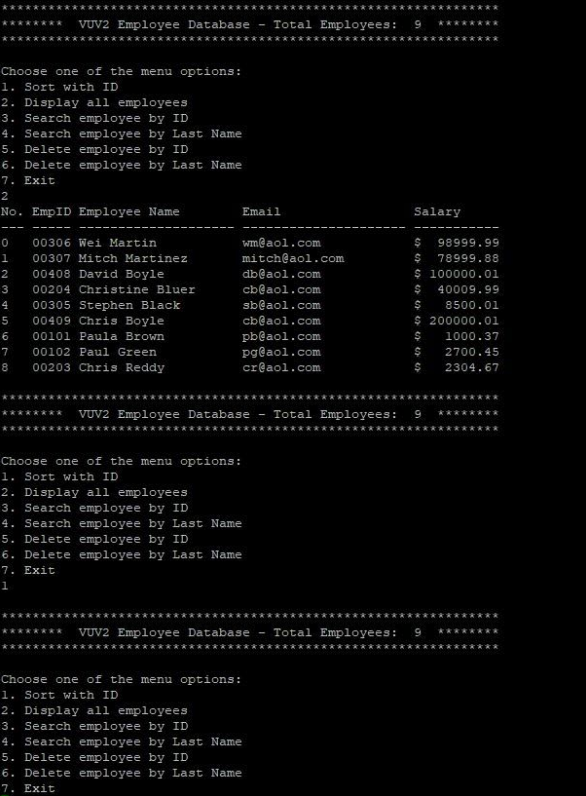 ****************************************************************
******** VUV2 Employee Database - Total Employees: 9 ********
****************************************************************
Choose one of the menu options:
1. Sort with ID
2. Display all employees
3. Search employee by ID
4. Search employee by Last Name
5. Delete employee by ID
6. Delete employee by Last Name
7. Exit
2
No. EmpID Employee Name Email Salary
--- ----- -------------------- --------------------- -----------
0 00306 Wei Martin wm@aol.com $ 98999.99
1 00307 Mitch Martinez mitch@aol.com $ 78999.88
2 00408 David Boyle db@aol.com $ 100000.01
3 00204 Christine Bluer cb@aol.com $ 40009.99
4 00305 Stephen Black sb@aol.com $ 8500.01
5 00409 Chris Boyle cb@aol.com $ 200000.01
6 00101 Paula Brown pb@aol.com $ 1000.37
7 00102 Paul Green pg@aol.com $ 2700.45
8 00203 Chris Reddy cr@aol.com $ 2304.67
****************************************************************
******** VUV2 Employee Database - Total Employees: 9 ********
****************************************************************
Choose one of the menu options:
1. Sort with ID
2. Display all employees
3. Search employee by ID
4. Search employee by Last Name
5. Delete employee by ID
6. Delete employee by Last Name
7. Exit
1
****************************************************************
******** VUV2 Employee Database - Total Employees: 9 ********
****************************************************************
Choose one of the menu options:
1. Sort with ID
2. Display all employees
3. Search employee by ID
4. Search employee by Last Name
5. Delete employee by ID
6. Delete employee by Last Name
7. Exit